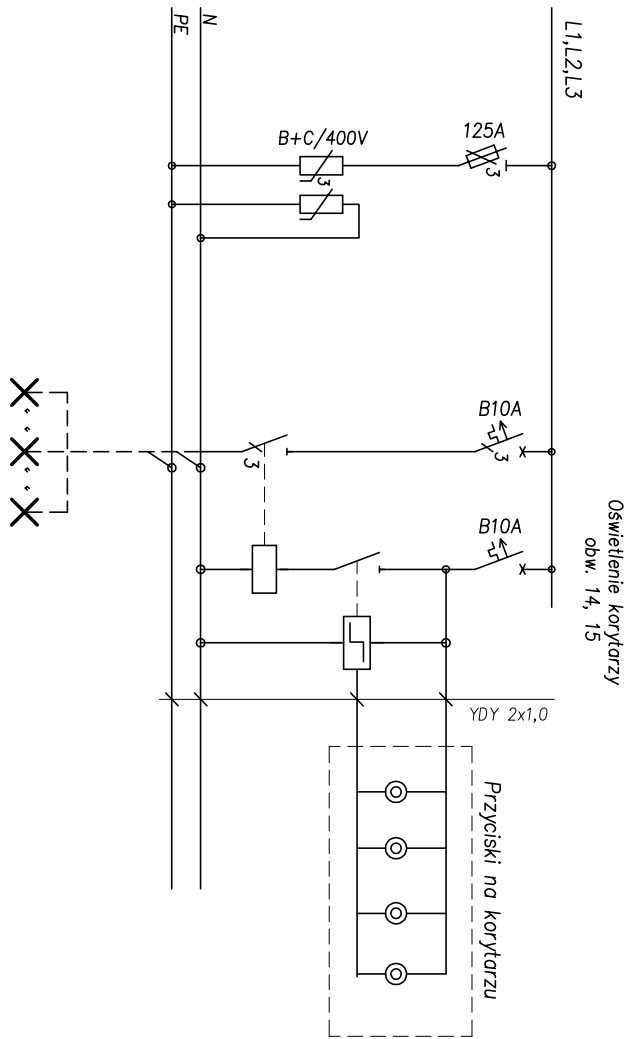 L1,L2,L3
N
PE
125A
3
B+C/400V
3
B10A
3
3
B10A
Oświetlenie korytarzy
obw. 14, 15
YDY 2x1,0
Przyciski na korytarzu